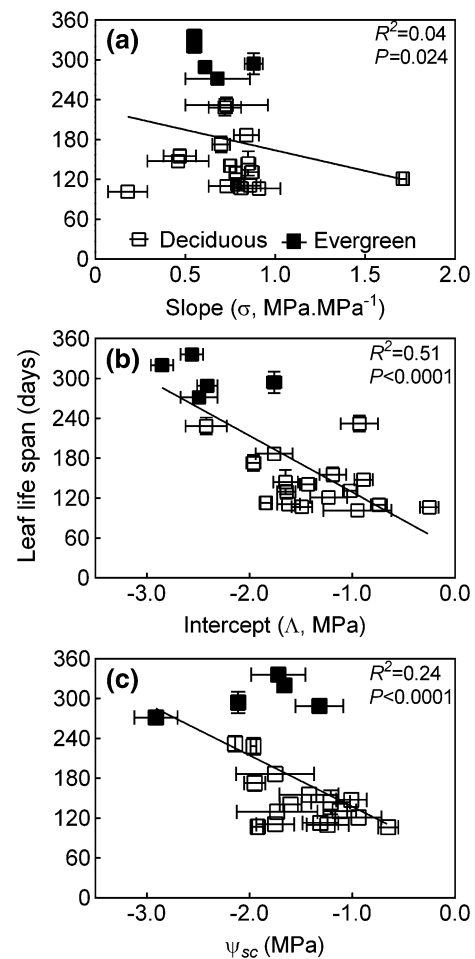 (a)
R²=0.04
P=0.024
360
300
240
180
120
60
0
Deciduous Evergreen
0 0.5 1.0 1.5 2.0
Slope (σ, MPa.MPa⁻¹)
Leaf life span (days)
(b)
R²=0.51
P<0.0001
360
300
240
180
120
60
0
-3.0 -2.0 -1.0 0.0
Intercept (Λ, MPa)
(c)
R²=0.24
P<0.0001
360
300
240
180
120
60
0
-3.0 -2.0 -1.0 0.0
ψsc (MPa)